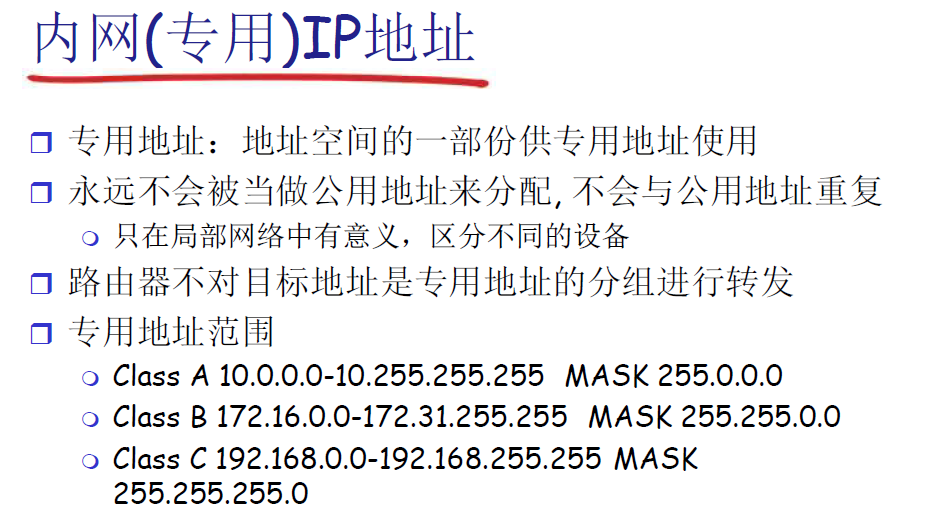 内网(专用)IP地址
专用地址：地址空间的一部份供专用地址使用
永远不会被当做公用地址来分配, 不会与公用地址重复
只在局部网络中有意义，区分不同的设备
路由器不对目标地址是专用地址的分组进行转发
专用地址范围
Class A 10.0.0.0-10.255.255.255 MASK 255.0.0.0
Class B 172.16.0.0-172.31.255.255 MASK 255.255.0.0
Class C 192.168.0.0-192.168.255.255 MASK
255.255.255.0